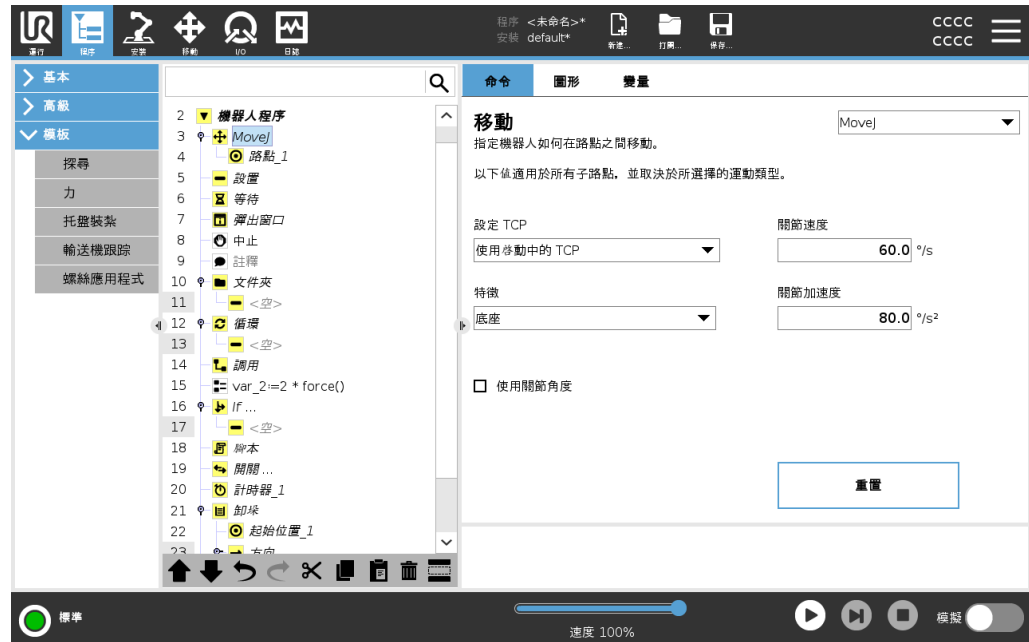 UR
運行
程序
安裝
移動
I/O
日誌
程序 <未命名>*
安裝 default*
新建...
打開...
保存...
CCCC
CCCC
基本
高級
模板
探尋
力
托盤裝紮
輸送機跟踪
螺絲應用程式
2 機器人程序
3 MoveJ
4 路點_1
5 設置
6 等待
7 彈出窗口
8 中止
9 註釋
10 文件夾
11 <空>
12 循環
13 <空>
14 調用
15 var_2:=2 * force()
16 If ...
17 <空>
18 腳本
19 開關 ...
20 計時器_1
21 卸垛
22 起始位置_1
23 方向
命令
圖形
變量
移動
MoveJ
指定機器人如何在路點之間移動。
以下值適用於所有子路點，並取決於所選擇的運動類型。
設定 TCP
關節速度
使用啓動中的 TCP
60.0 °/s
特徵
關節加速度
底座
80.0 °/s²
使用關節角度
重置
標準
速度 100%
模擬